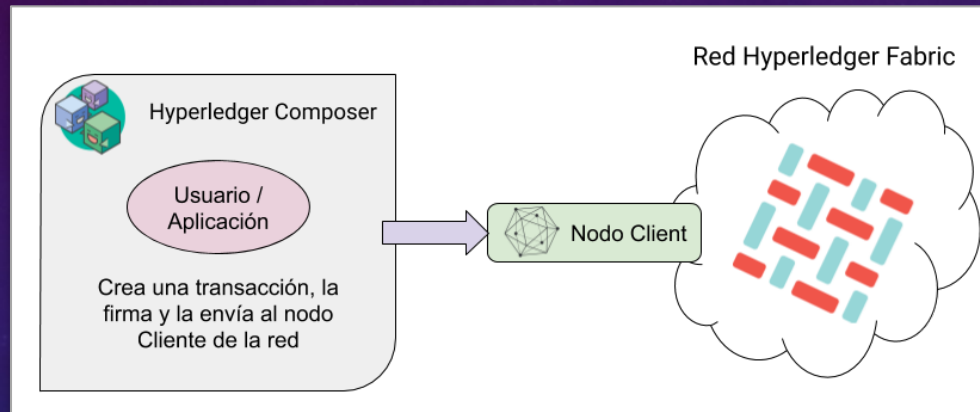 Red Hyperledger Fabric
Hyperledger Composer
Usuario /
Aplicación
Nodo Client
Crea una transacción, la
firma y la envía al nodo
Cliente de la red